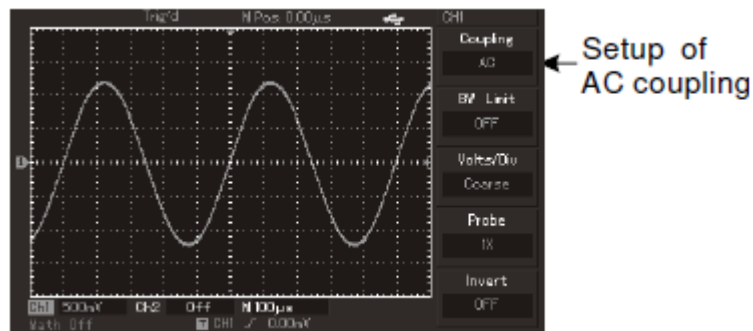 Trig'd M Pos: 0.00μs CH1
Coupling
AC
Setup of
AC coupling
BW Limit
OFF
Volts/Div
Coarse
Probe
1X
Invert
OFF
1
CH1 500mV CH2 Off M 100μs
Math Off T CH1 0.00mV